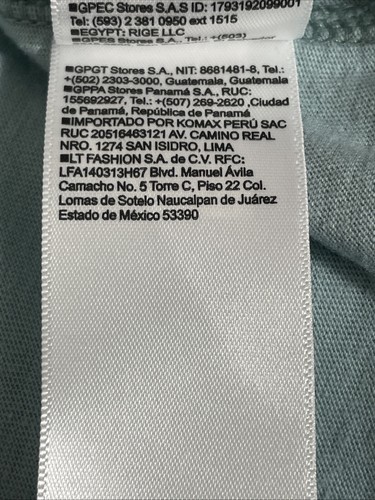 ■GPEC Stores S.A.S ID: 1793192099001
Tel: (593) 2 381 0950 ext 1515
■EGYPT: RIGE LLC
■GPES Stores S.A., Tel: +(503)
■GPGT Stores S.A., NIT: 8681481-8, Tel.:
+(502) 2303-3000, Guatemala, Guatemala
■GPPA Stores Panamá S.A., RUC:
155692927, Tel.: +(507) 269-2620 ,Ciudad
de Panamá, República de Panamá
■IMPORTADO POR KOMAX PERÚ SAC
RUC 20516463121 AV. CAMINO REAL
NRO. 1274 SAN ISIDRO, LIMA
■LT FASHION S.A. de C.V. RFC:
LFA140313H67 Blvd. Manuel Ávila
Camacho No. 5 Torre C, Piso 22 Col.
Lomas de Sotelo Naucalpan de Juárez
Estado de México 53390